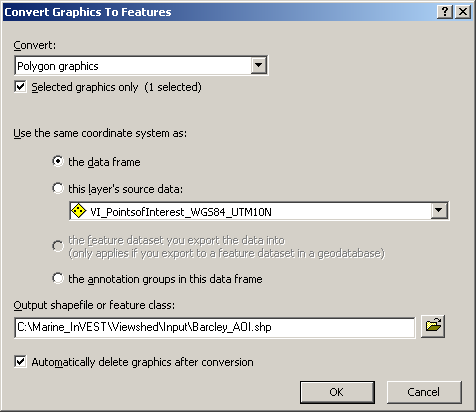 Convert Graphics To Features
Convert:
Polygon graphics
Selected graphics only (1 selected)
Use the same coordinate system as:
the data frame
this layer's source data:
VI_PointsofInterest_WGS84_UTM10N
the feature dataset you export the data into
(only applies if you export to a feature dataset in a geodatabase)
the annotation groups in this data frame
Output shapefile or feature class:
C:\Marine_InVEST\Viewshed\Input\Barcley_AOI.shp
Automatically delete graphics after conversion
OK Cancel